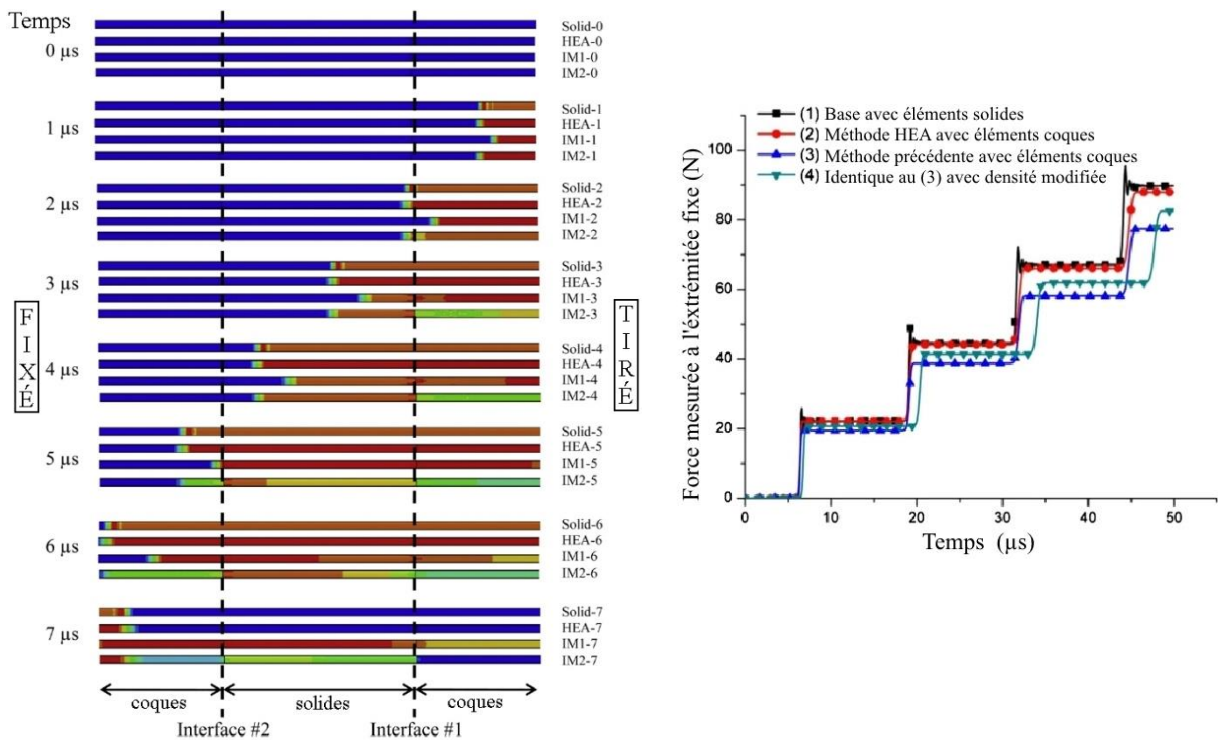 Temps
0 µs
Solid-0
HEA-0
IM1-0
IM2-0
1 µs
Solid-1
HEA-1
IM1-1
IM2-1
2 µs
Solid-2
HEA-2
IM1-2
IM2-2
3 µs
Solid-3
HEA-3
IM1-3
IM2-3
FIXÉ
TIRÉ
4 µs
Solid-4
HEA-4
IM1-4
IM2-4
5 µs
Solid-5
HEA-5
IM1-5
IM2-5
6 µs
Solid-6
HEA-6
IM1-6
IM2-6
7 µs
Solid-7
HEA-7
IM1-7
IM2-7
coques
solides
coques
Interface #2
Interface #1
(1) Base avec éléments solides
(2) Méthode HEA avec éléments coques
(3) Méthode précédente avec éléments coques
(4) Identique au (3) avec densité modifiée
Force mesurée à l'éxtrémitée fixe (N)
100
80
60
40
20
0
0
10
20
30
40
50
Temps (µs)